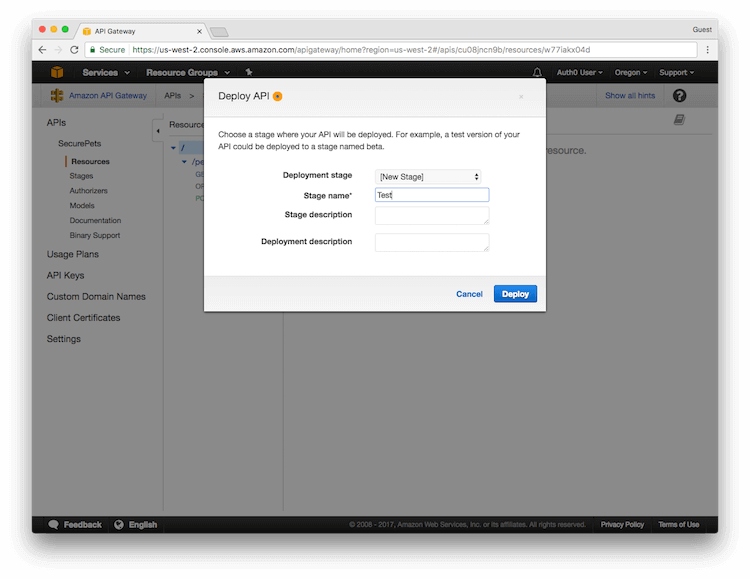 API Gateway
Guest
Secure https://us-west-2.console.aws.amazon.com/apigateway/home?region=us-west-2#/apis/cu08jncn9b/resources/w77iakx04d
Services Resource Groups Auth0 User Oregon Support
Amazon API Gateway APIs > Show all hints ?
Deploy API
APIs
Resource
Choose a stage where your API will be deployed. For example, a test version of your
API could be deployed to a stage named beta.
SecurePets
/
esource.
Resources
/pe
Stages
GE
Authorizers
OP
Models
PO
Documentation
Binary Support
Deployment stage [New Stage]
Stage name* Test
Stage description
Deployment description
Usage Plans
API Keys
Custom Domain Names
Client Certificates
Settings
Cancel Deploy
Feedback English © 2008 - 2017, Amazon Web Services, Inc. or its affiliates. All rights reserved. Privacy Policy Terms of Use